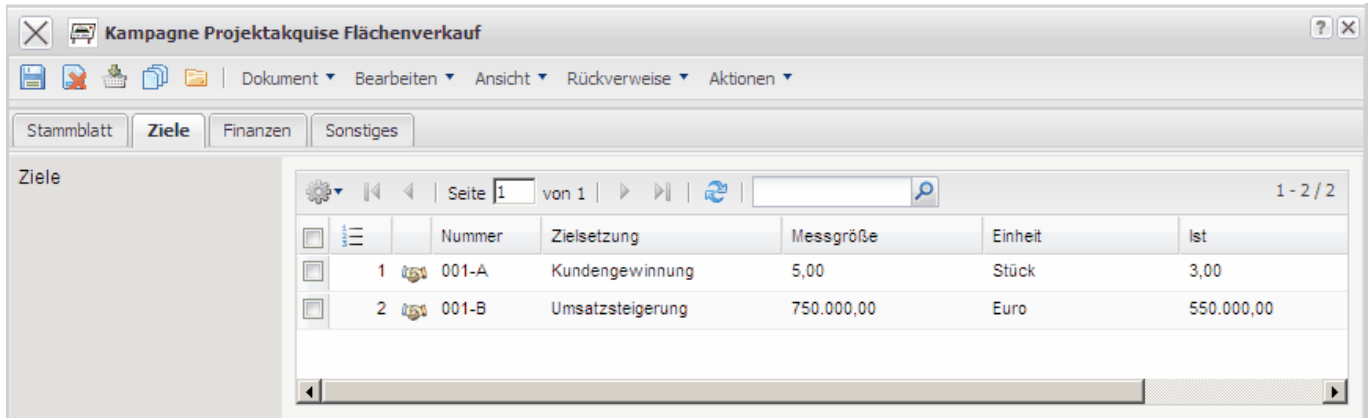 Kampagne Projektakquise Flächenverkauf
Dokument Bearbeiten Ansicht Rückverweise Aktionen
Stammblatt Ziele Finanzen Sonstiges
Ziele
Seite 1 von 1 1 - 2 / 2
Nummer Zielsetzung Messgröße Einheit Ist
1 001-A Kundengewinnung 5,00 Stück 3,00
2 001-B Umsatzsteigerung 750.000,00 Euro 550.000,00